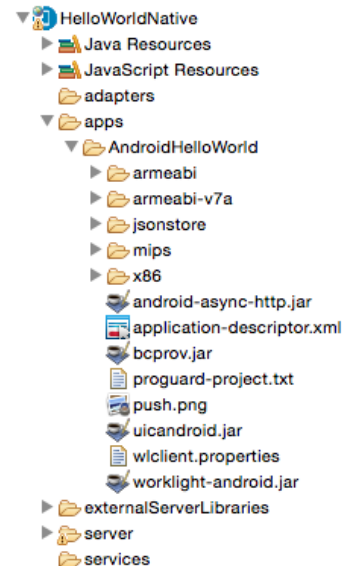 HelloWorldNative
Java Resources
JavaScript Resources
adapters
apps
AndroidHelloWorld
armeabi
armeabi-v7a
jsonstore
mips
x86
android-async-http.jar
application-descriptor.xml
bcprov.jar
proguard-project.txt
push.png
uicandroid.jar
wlclient.properties
worklight-android.jar
externalServerLibraries
server
services